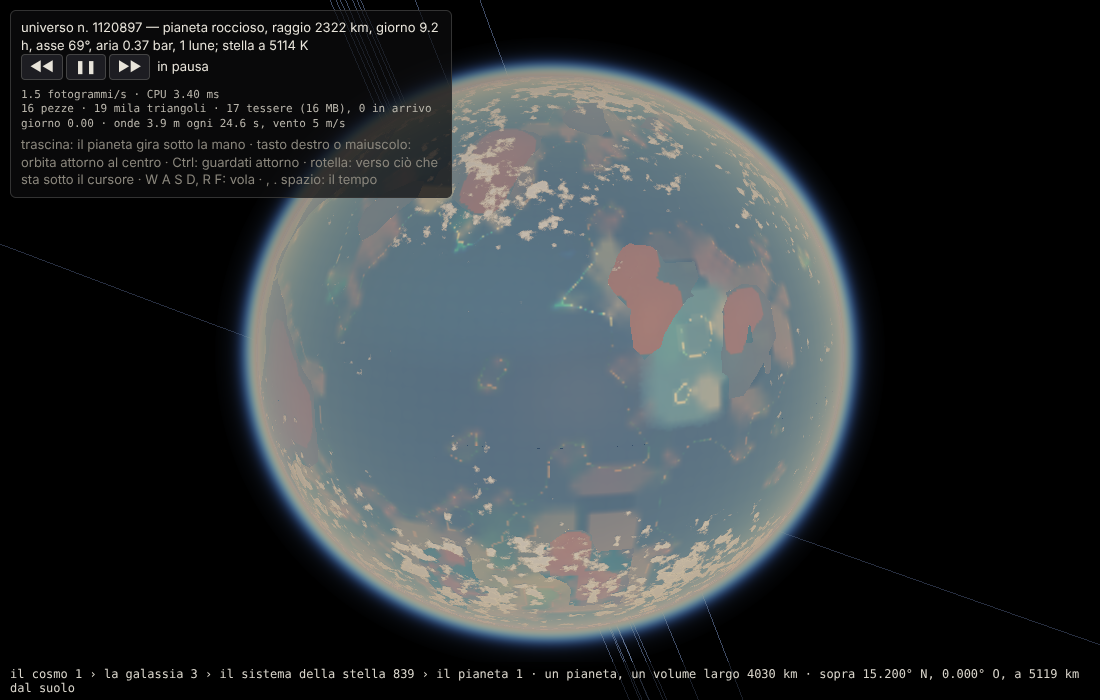 universo n. 1120897 — pianeta roccioso, raggio 2322 km, giorno 9.2
h, asse 69°, aria 0.37 bar, 1 lune; stella a 5114 K
in pausa
1.5 fotogrammi/s · CPU 3.40 ms
16 pezze · 19 mila triangoli · 17 tessere (16 MB), 0 in arrivo
giorno 0.00 · onde 3.9 m ogni 24.6 s, vento 5 m/s
trascina: il pianeta gira sotto la mano · tasto destro o maiuscolo:
orbita attorno al centro · Ctrl: guardati attorno · rotella: verso ciò che
sta sotto il cursore · W A S D, R F: vola · , . spazio: il tempo
il cosmo 1 › la galassia 3 › il sistema della stella 839 › il pianeta 1 · un pianeta, un volume largo 4030 km · sopra 15.200° N, 0.000° O, a 5119 km
dal suolo